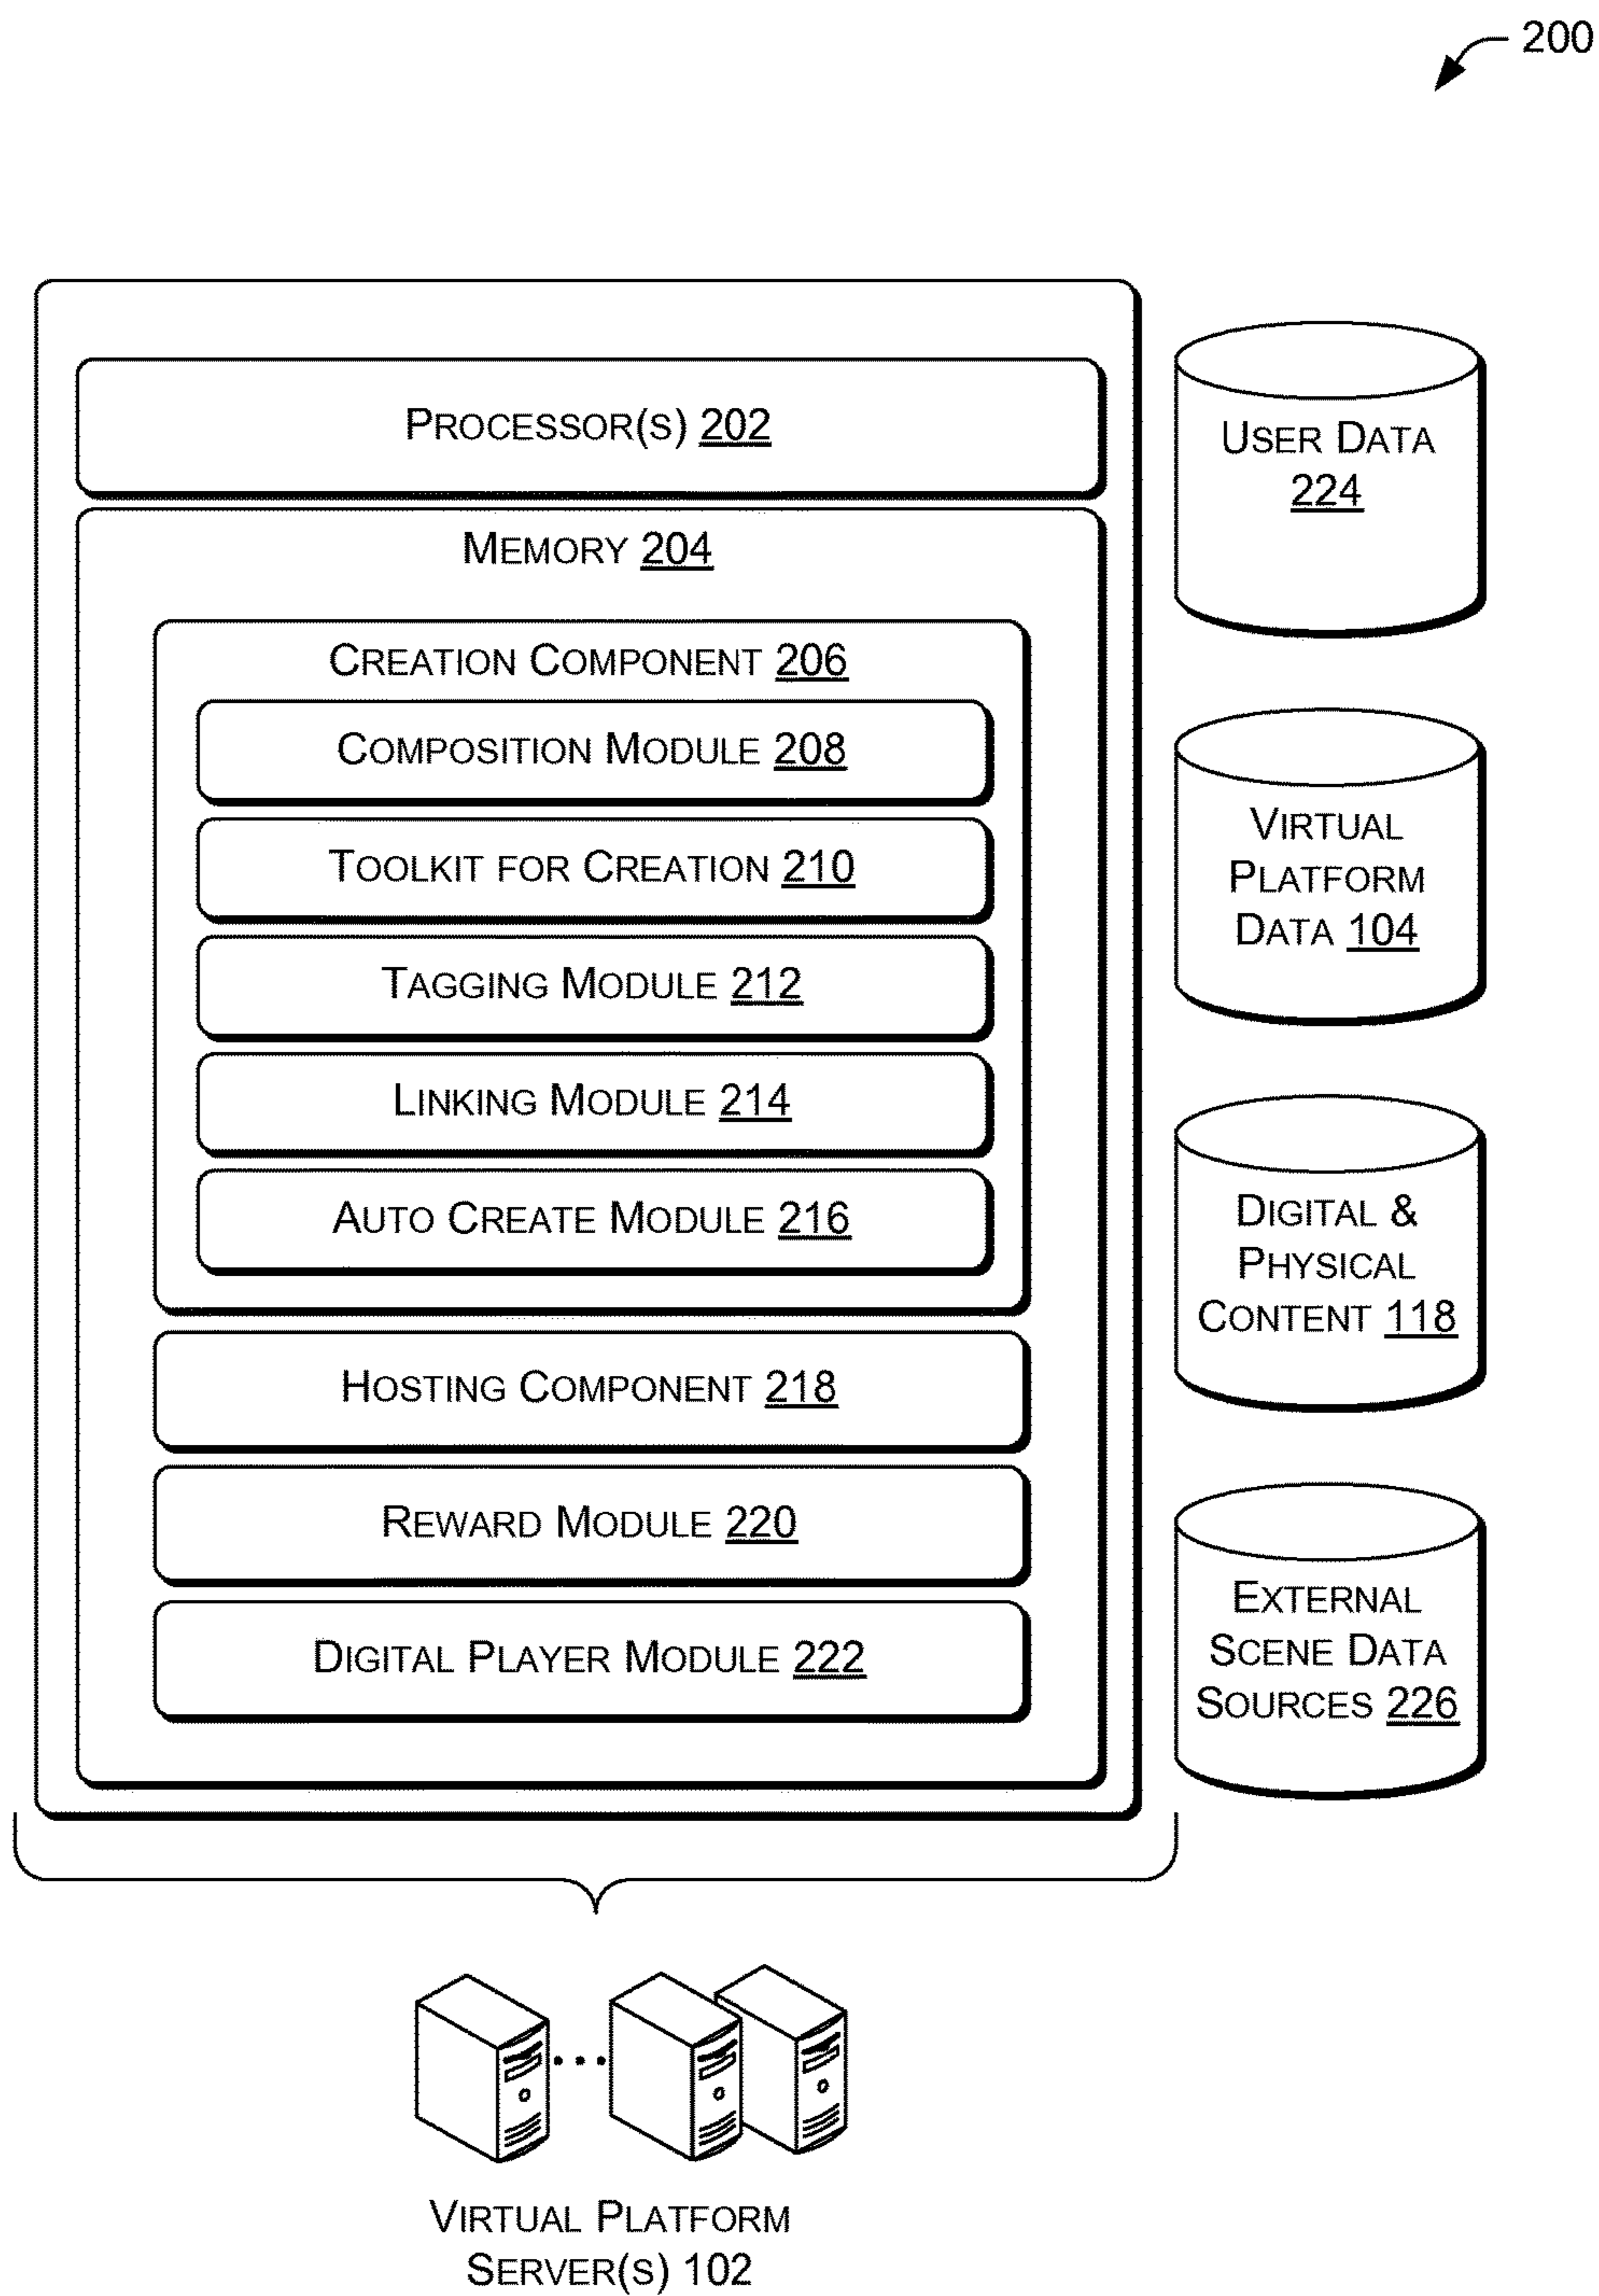 200
PROCESSOR(S) 202
MEMORY 204
CREATION COMPONENT 206
COMPOSITION MODULE 208
TOOLKIT FOR CREATION 210
TAGGING MODULE 212
LINKING MODULE 214
AUTO CREATE MODULE 216
HOSTING COMPONENT 218
REWARD MODULE 220
DIGITAL PLAYER MODULE 222
USER DATA
224
VIRTUAL
PLATFORM
DATA 104
DIGITAL &
PHYSICAL
CONTENT 118
EXTERNAL
SCENE DATA
SOURCES 226
VIRTUAL PLATFORM
SERVER(S) 102